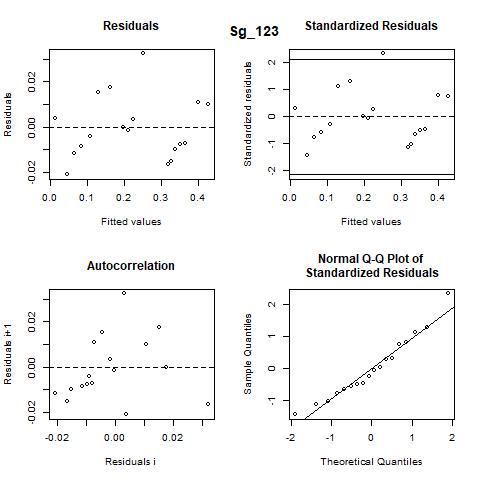 Sg_123
Residuals
Residuals
0.02
0.00
-0.02
0.0 0.1 0.2 0.3 0.4
Fitted values
Standardized Residuals
Standardized residuals
2
1
0
-1
-2
0.0 0.1 0.2 0.3 0.4
Fitted values
Autocorrelation
Residuals i+1
0.02
0.00
-0.02
-0.02 0.00 0.02
Residuals i
Normal Q-Q Plot of
Standardized Residuals
Sample Quantiles
2
1
0
-1
-2 -1 0 1 2
Theoretical Quantiles